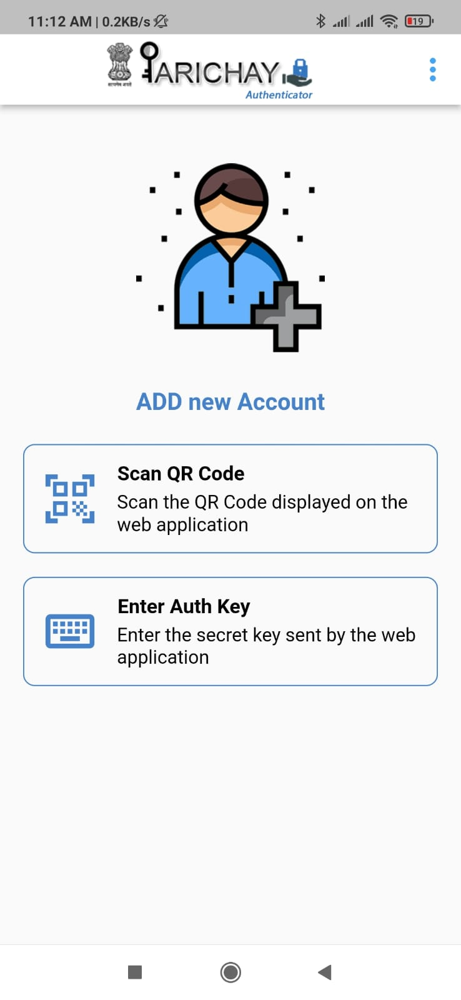 11:12 AM | 0.2KB/s
19
सत्यमेव जयते
PARICHAY
Authenticator
ADD new Account
Scan QR Code
Scan the QR Code displayed on the
web application
Enter Auth Key
Enter the secret key sent by the web
application